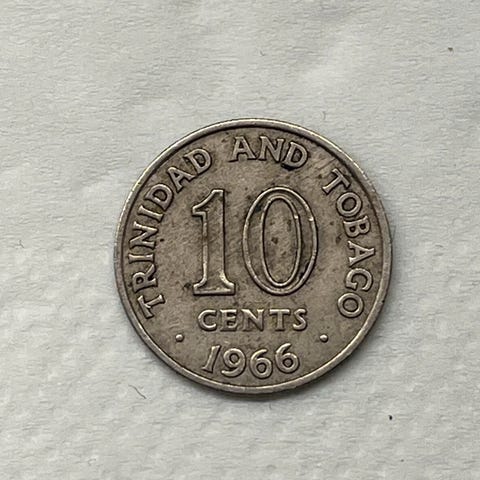 TRINIDAD AND TOBAGO
10
CENTS
· 1966 ·